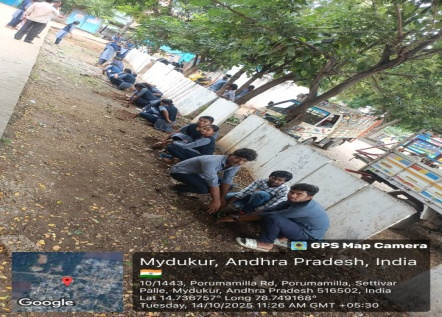 GPS Map Camera
Mydukur, Andhra Pradesh, India
10/1443, Porumamilla Rd, Porumamilla, Settivar
Palle, Mydukur, Andhra Pradesh 516502, India
Lat 14.736757° Long 78.749168°
Tuesday, 14/10/2025 11:26 AM GMT +05:30
Google